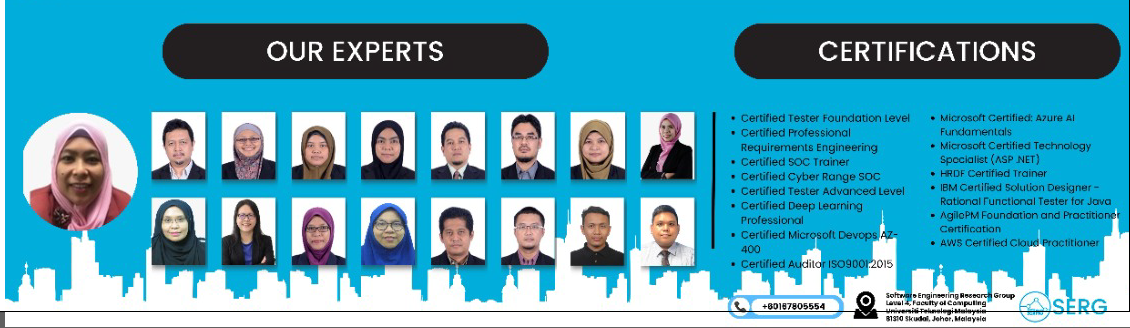 OUR EXPERTS
CERTIFICATIONS
Certified Tester Foundation Level
Certified Professional
Requirements Engineering
Certified SOC Trainer
Certified Cyber Range SOC
Certified Tester Advanced Level
Certified Deep Learning
Professional
Certified Microsoft Devops AZ-
400
Certified Auditor ISO9001:2015
Microsoft Certified: Azure AI
Fundamentals
Microsoft Certified Technology
Specialist (ASP .NET)
HRDF Certified Trainer
IBM Certified Solution Designer -
Rational Functional Tester for Java
AgilePM Foundation and Practitioner
Certification
AWS Certified Cloud Practitioner
+60167805554
Software Engineering Research Group
Level 4, Faculty of Computing
Universiti Teknologi Malaysia
81310 Skudai, Johor, Malaysia
SERG